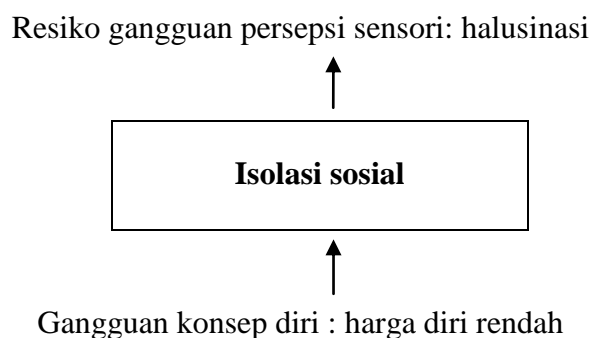 Resiko gangguan persepsi sensori: halusinasi
Isolasi sosial
Gangguan konsep diri : harga diri rendah